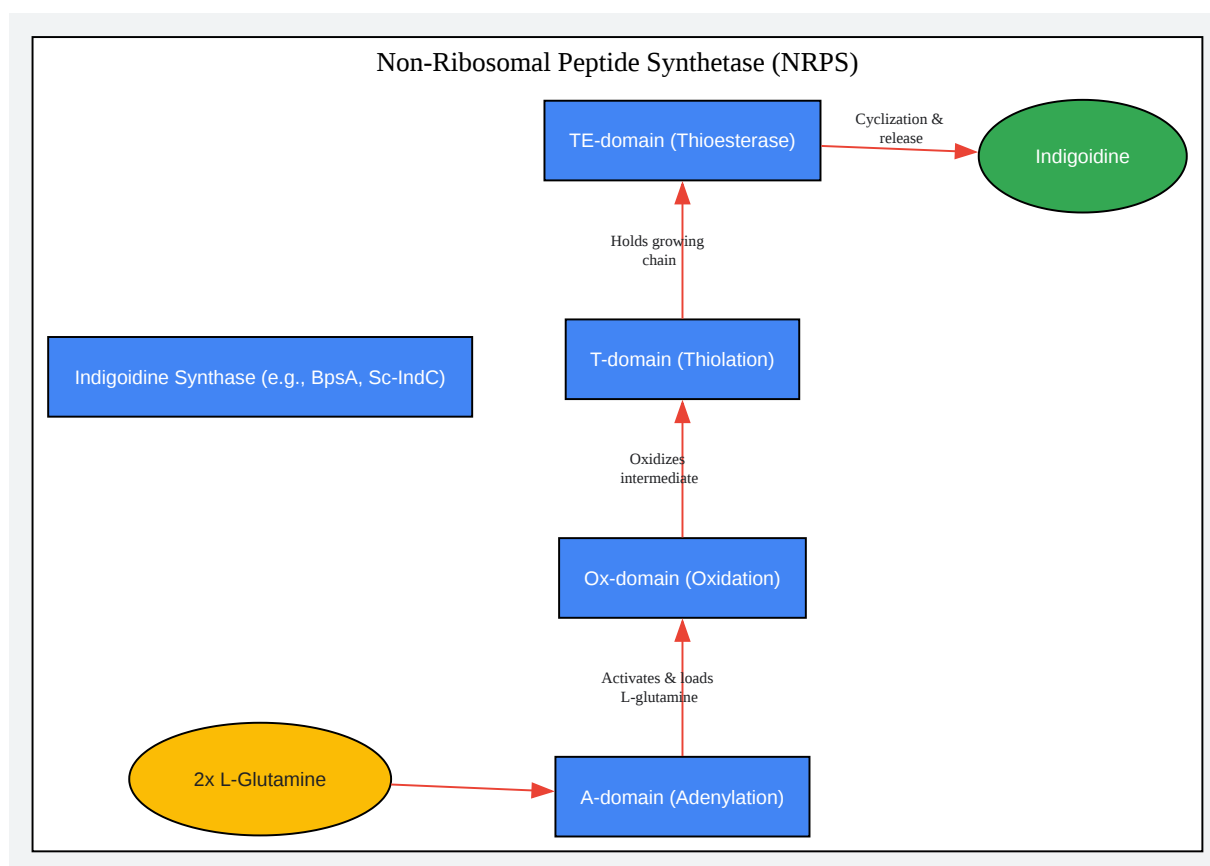 Non-Ribosomal Peptide Synthetase (NRPS)
TE-domain (Thioesterase)
Cyclization &
release
Indigoidine
Holds growing
chain
T-domain (Thiolation)
Indigoidine Synthase (e.g., BpsA, Sc-IndC)
Oxidizes
intermediate
Ox-domain (Oxidation)
Activates & loads
L-glutamine
2x L-Glutamine
A-domain (Adenylation)